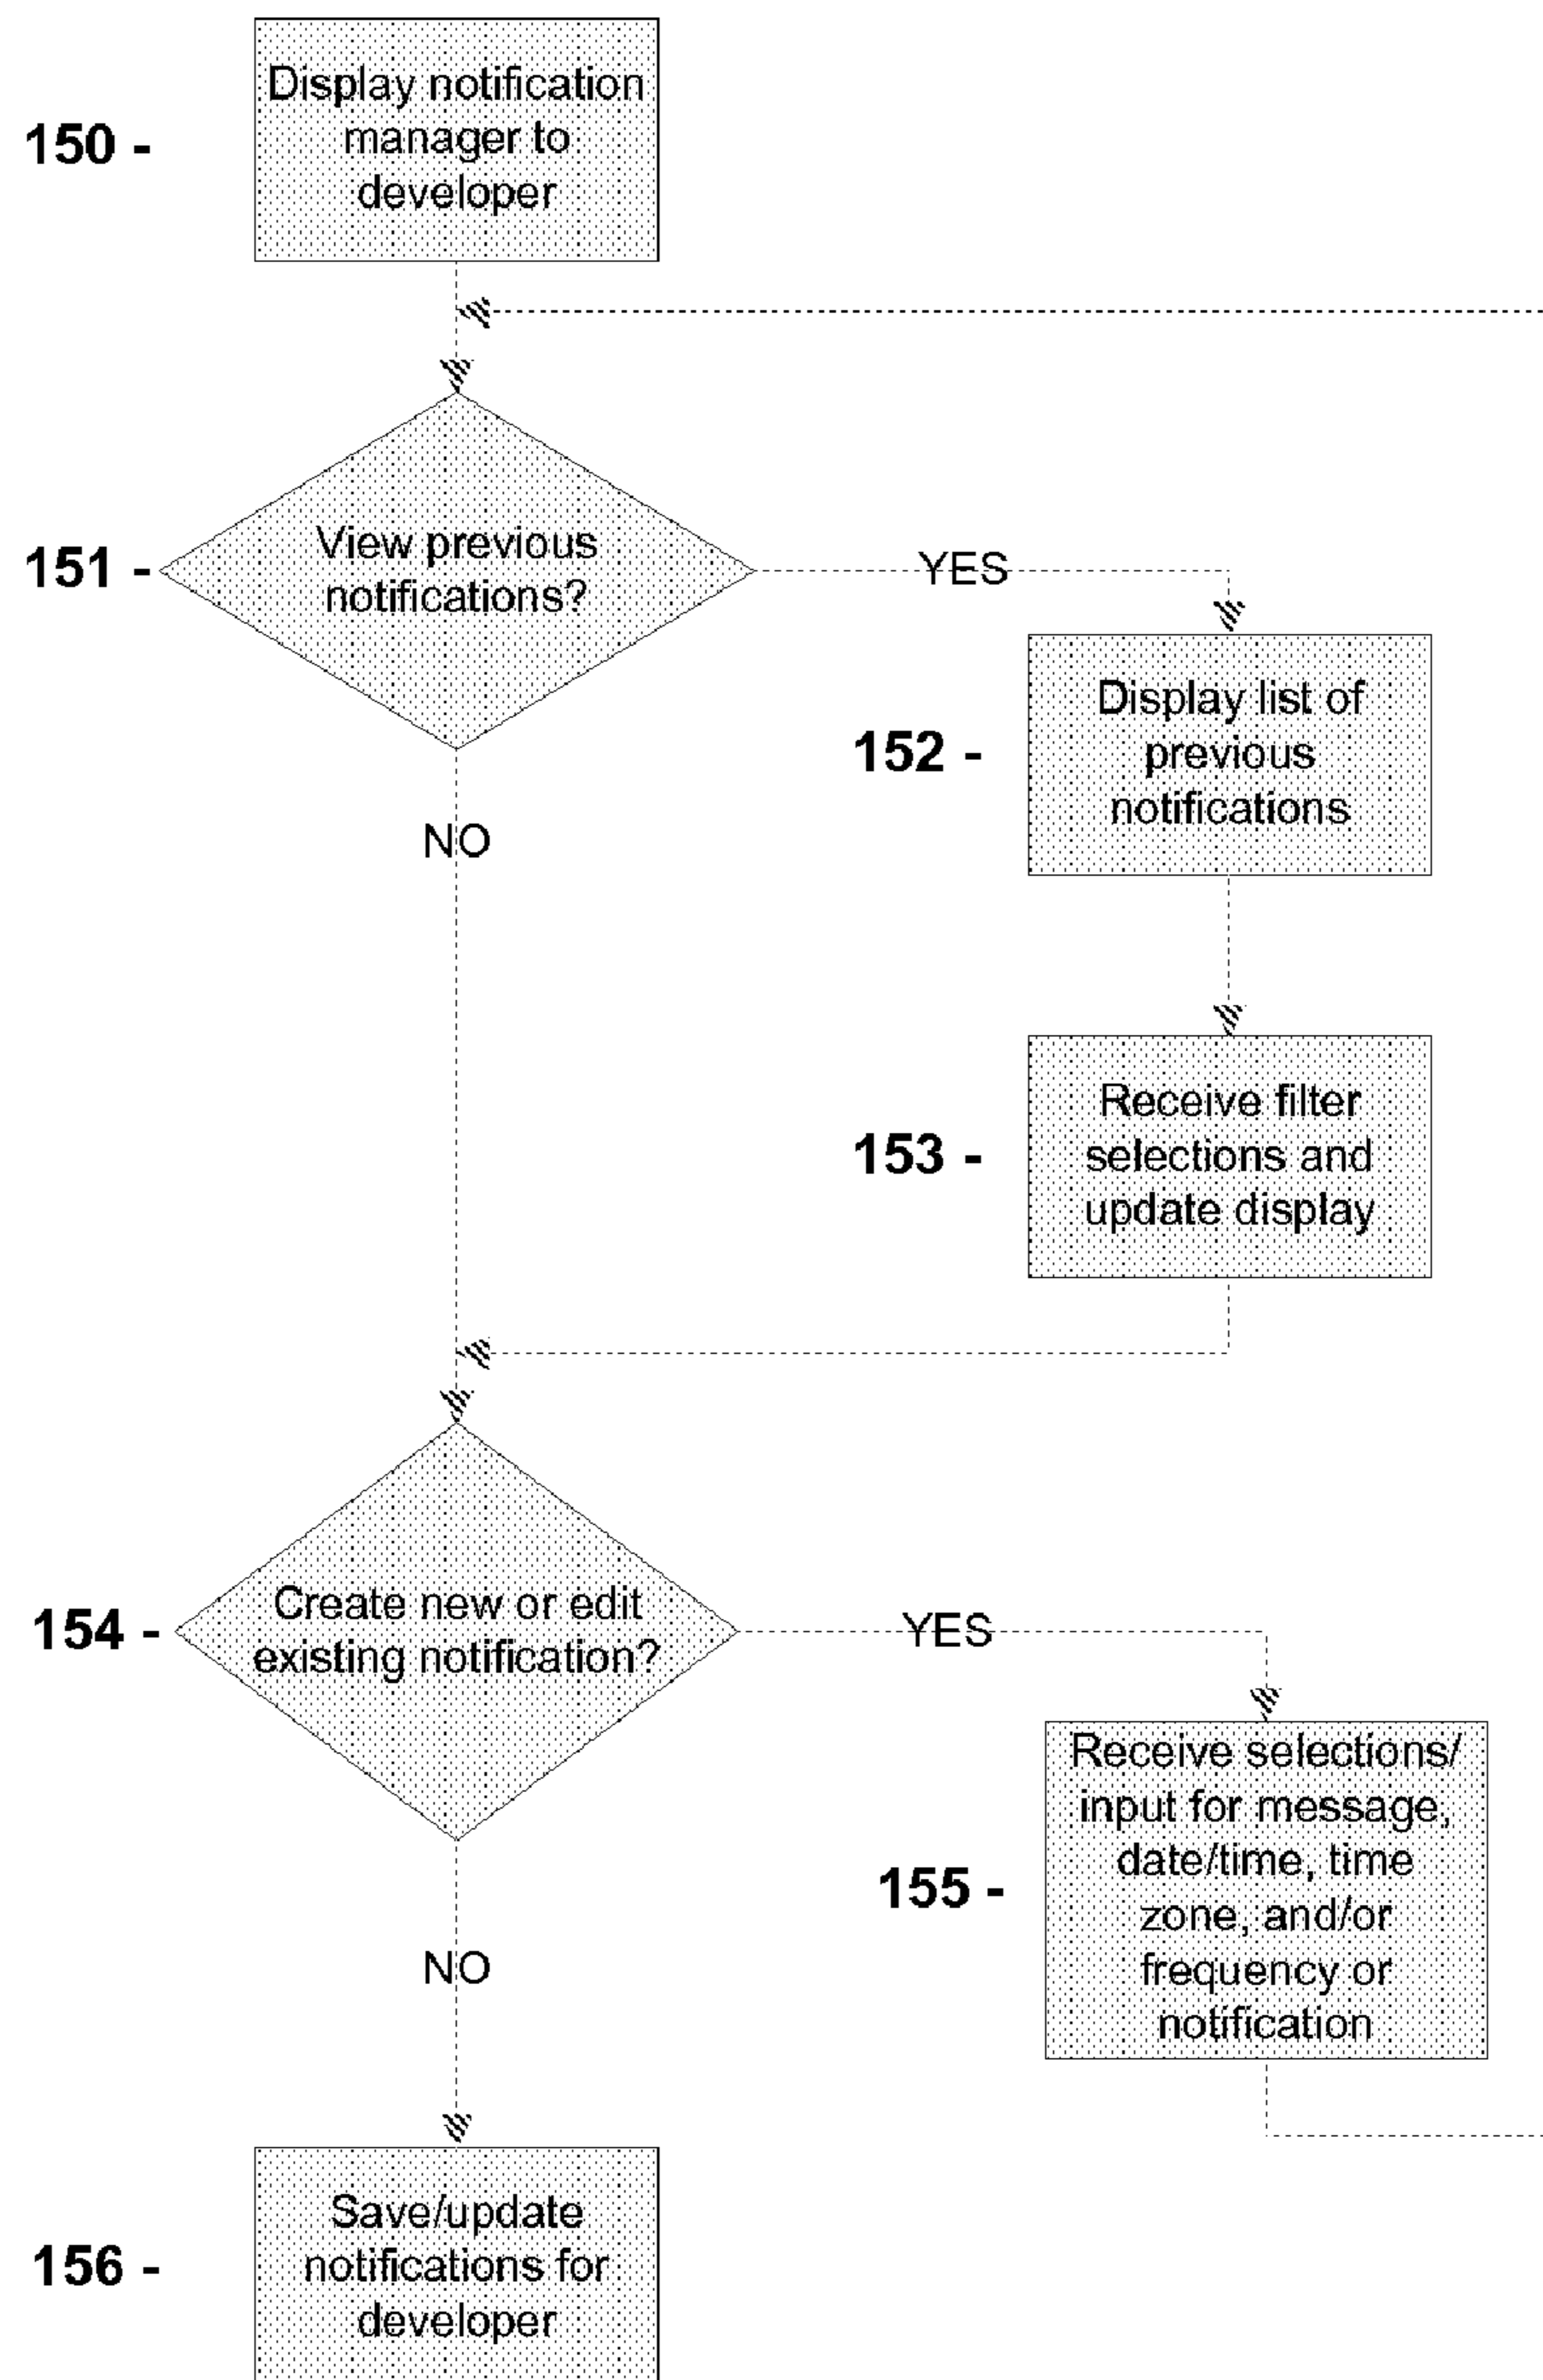 Display notification
manager to
developer
150 -
View previous
notifications?
151 -
YES
NO
Display list of
previous
notifications
152 -
Receive filter
selections and
update display
153 -
Create new or edit
existing notification?
154 -
YES
NO
Receive selections/
input for message,
date/time, time
zone, and/or
frequency or
notification
155 -
Save/update
notifications for
developer
156 -